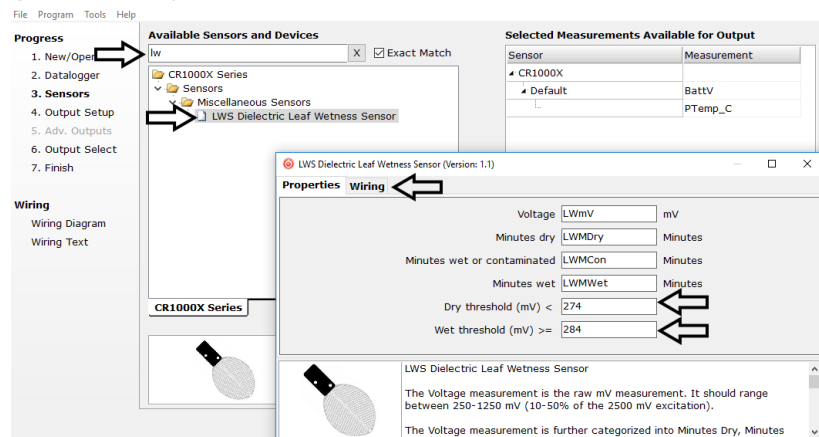 File Program Tools Help
Progress
1. New/Open
2. Datalogger
3. Sensors
4. Output Setup
5. Adv. Outputs
6. Output Select
7. Finish
Wiring
Wiring Diagram
Wiring Text
Available Sensors and Devices
lw X Exact Match
CR1000X Series
Sensors
Miscellaneous Sensors
LWS Dielectric Leaf Wetness Sensor
CR1000X Series
Selected Measurements Available for Output
Sensor Measurement
CR1000X
Default BattV
PTemp_C
LWS Dielectric Leaf Wetness Sensor (Version: 1.1)
Properties Wiring
Voltage LWmV mV
Minutes dry LWMDry Minutes
Minutes wet or contaminated LWMCon Minutes
Minutes wet LWMWet Minutes
Dry threshold (mV) < 274
Wet threshold (mV) >= 284
LWS Dielectric Leaf Wetness Sensor
The Voltage measurement is the raw mV measurement. It should range
between 250-1250 mV (10-50% of the 2500 mV excitation).
The Voltage measurement is further categorized into Minutes Dry, Minutes